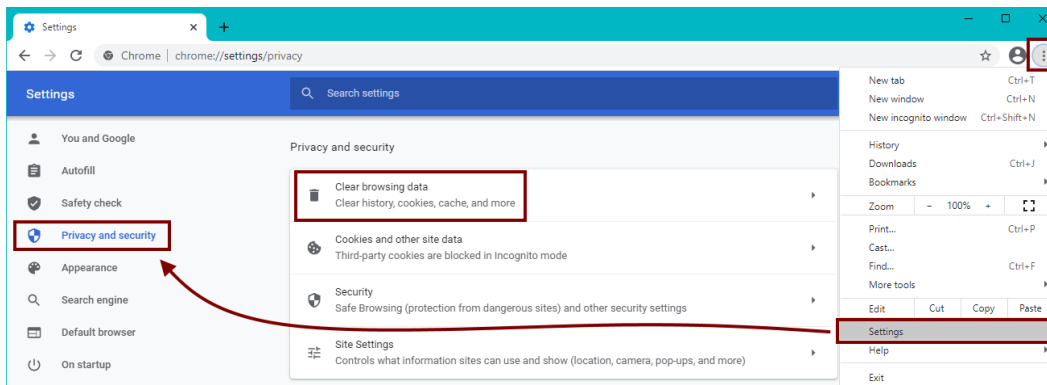 Settings
Chrome | chrome://settings/privacy
Settings
Search settings
You and Google
Autofill
Safety check
Privacy and security
Appearance
Search engine
Default browser
On startup
Privacy and security
Clear browsing data
Clear history, cookies, cache, and more
Cookies and other site data
Third-party cookies are blocked in Incognito mode
Security
Safe Browsing (protection from dangerous sites) and other security settings
Site Settings
Controls what information sites can use and show (location, camera, pop-ups, and more)
New tab Ctrl+T
New window Ctrl+N
New incognito window Ctrl+Shift+N
History
Downloads Ctrl+J
Bookmarks
Zoom - 100% +
Print... Ctrl+P
Cast...
Find... Ctrl+F
More tools
Edit Cut Copy Paste
Settings
Help
Exit